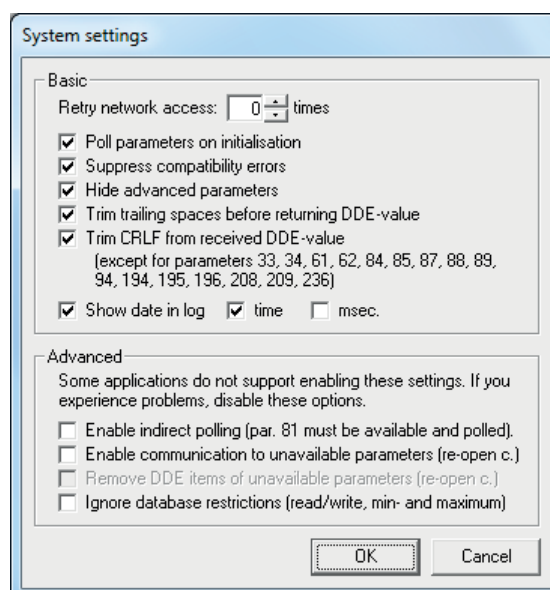 System settings
Basic
Retry network access: 0 times
Poll parameters on initialisation
Suppress compatibility errors
Hide advanced parameters
Trim trailing spaces before returning DDE-value
Trim CRLF from received DDE-value
(except for parameters 33, 34, 61, 62, 84, 85, 87, 88, 89,
94, 194, 195, 196, 208, 209, 236)
Show date in log time msec.
Advanced
Some applications do not support enabling these settings. If you
experience problems, disable these options.
Enable indirect polling (par. 81 must be available and polled).
Enable communication to unavailable parameters (re-open c.)
Remove DDE items of unavailable parameters (re-open c.)
Ignore database restrictions (read/write, min- and maximum)
OK Cancel